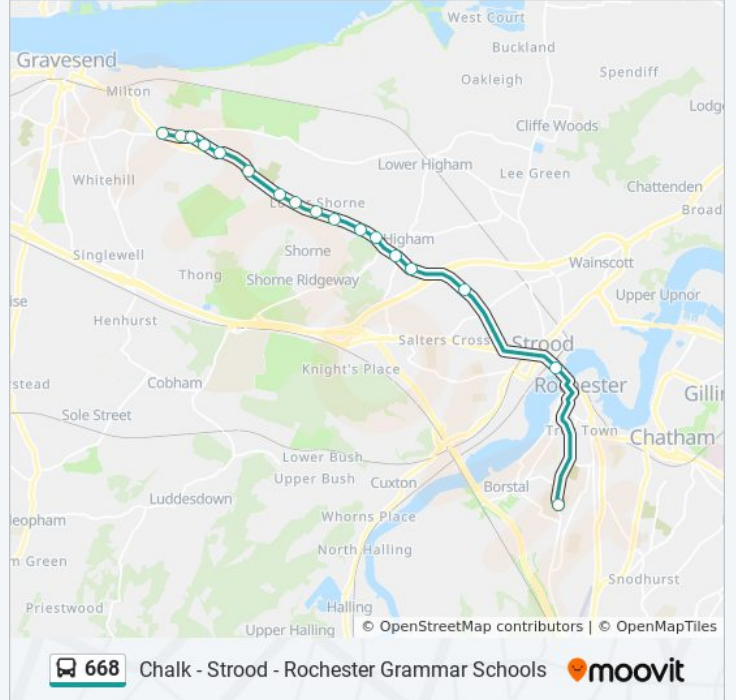 West Court
Gravesend
Buckland
Spendiff
Oakleigh
Milton
Lodge
Cliffe Woods
Lower Higham
Lee Green
Whitehill
Chattenden
Lower Shorne
Broad
Higham
Shorne
Singlewell
Wainscott
Thong
Shorne Ridgeway
Upper Upnor
ise
Henhurst
Salters Cross
Strood
Knight's Place
stead
Cobham
Rochester
Gillin
Sole Street
Troy Town
Chatham
Lower Bush
Upper Bush
Cuxton
Borstal
Luddesdown
Whorns Place
leopham
North Halling
m Green
Snodhurst
Priestwood
Halling
Upper Halling
© OpenStreetMap contributors | © OpenMapTiles
668 Chalk - Strood - Rochester Grammar Schools moovit